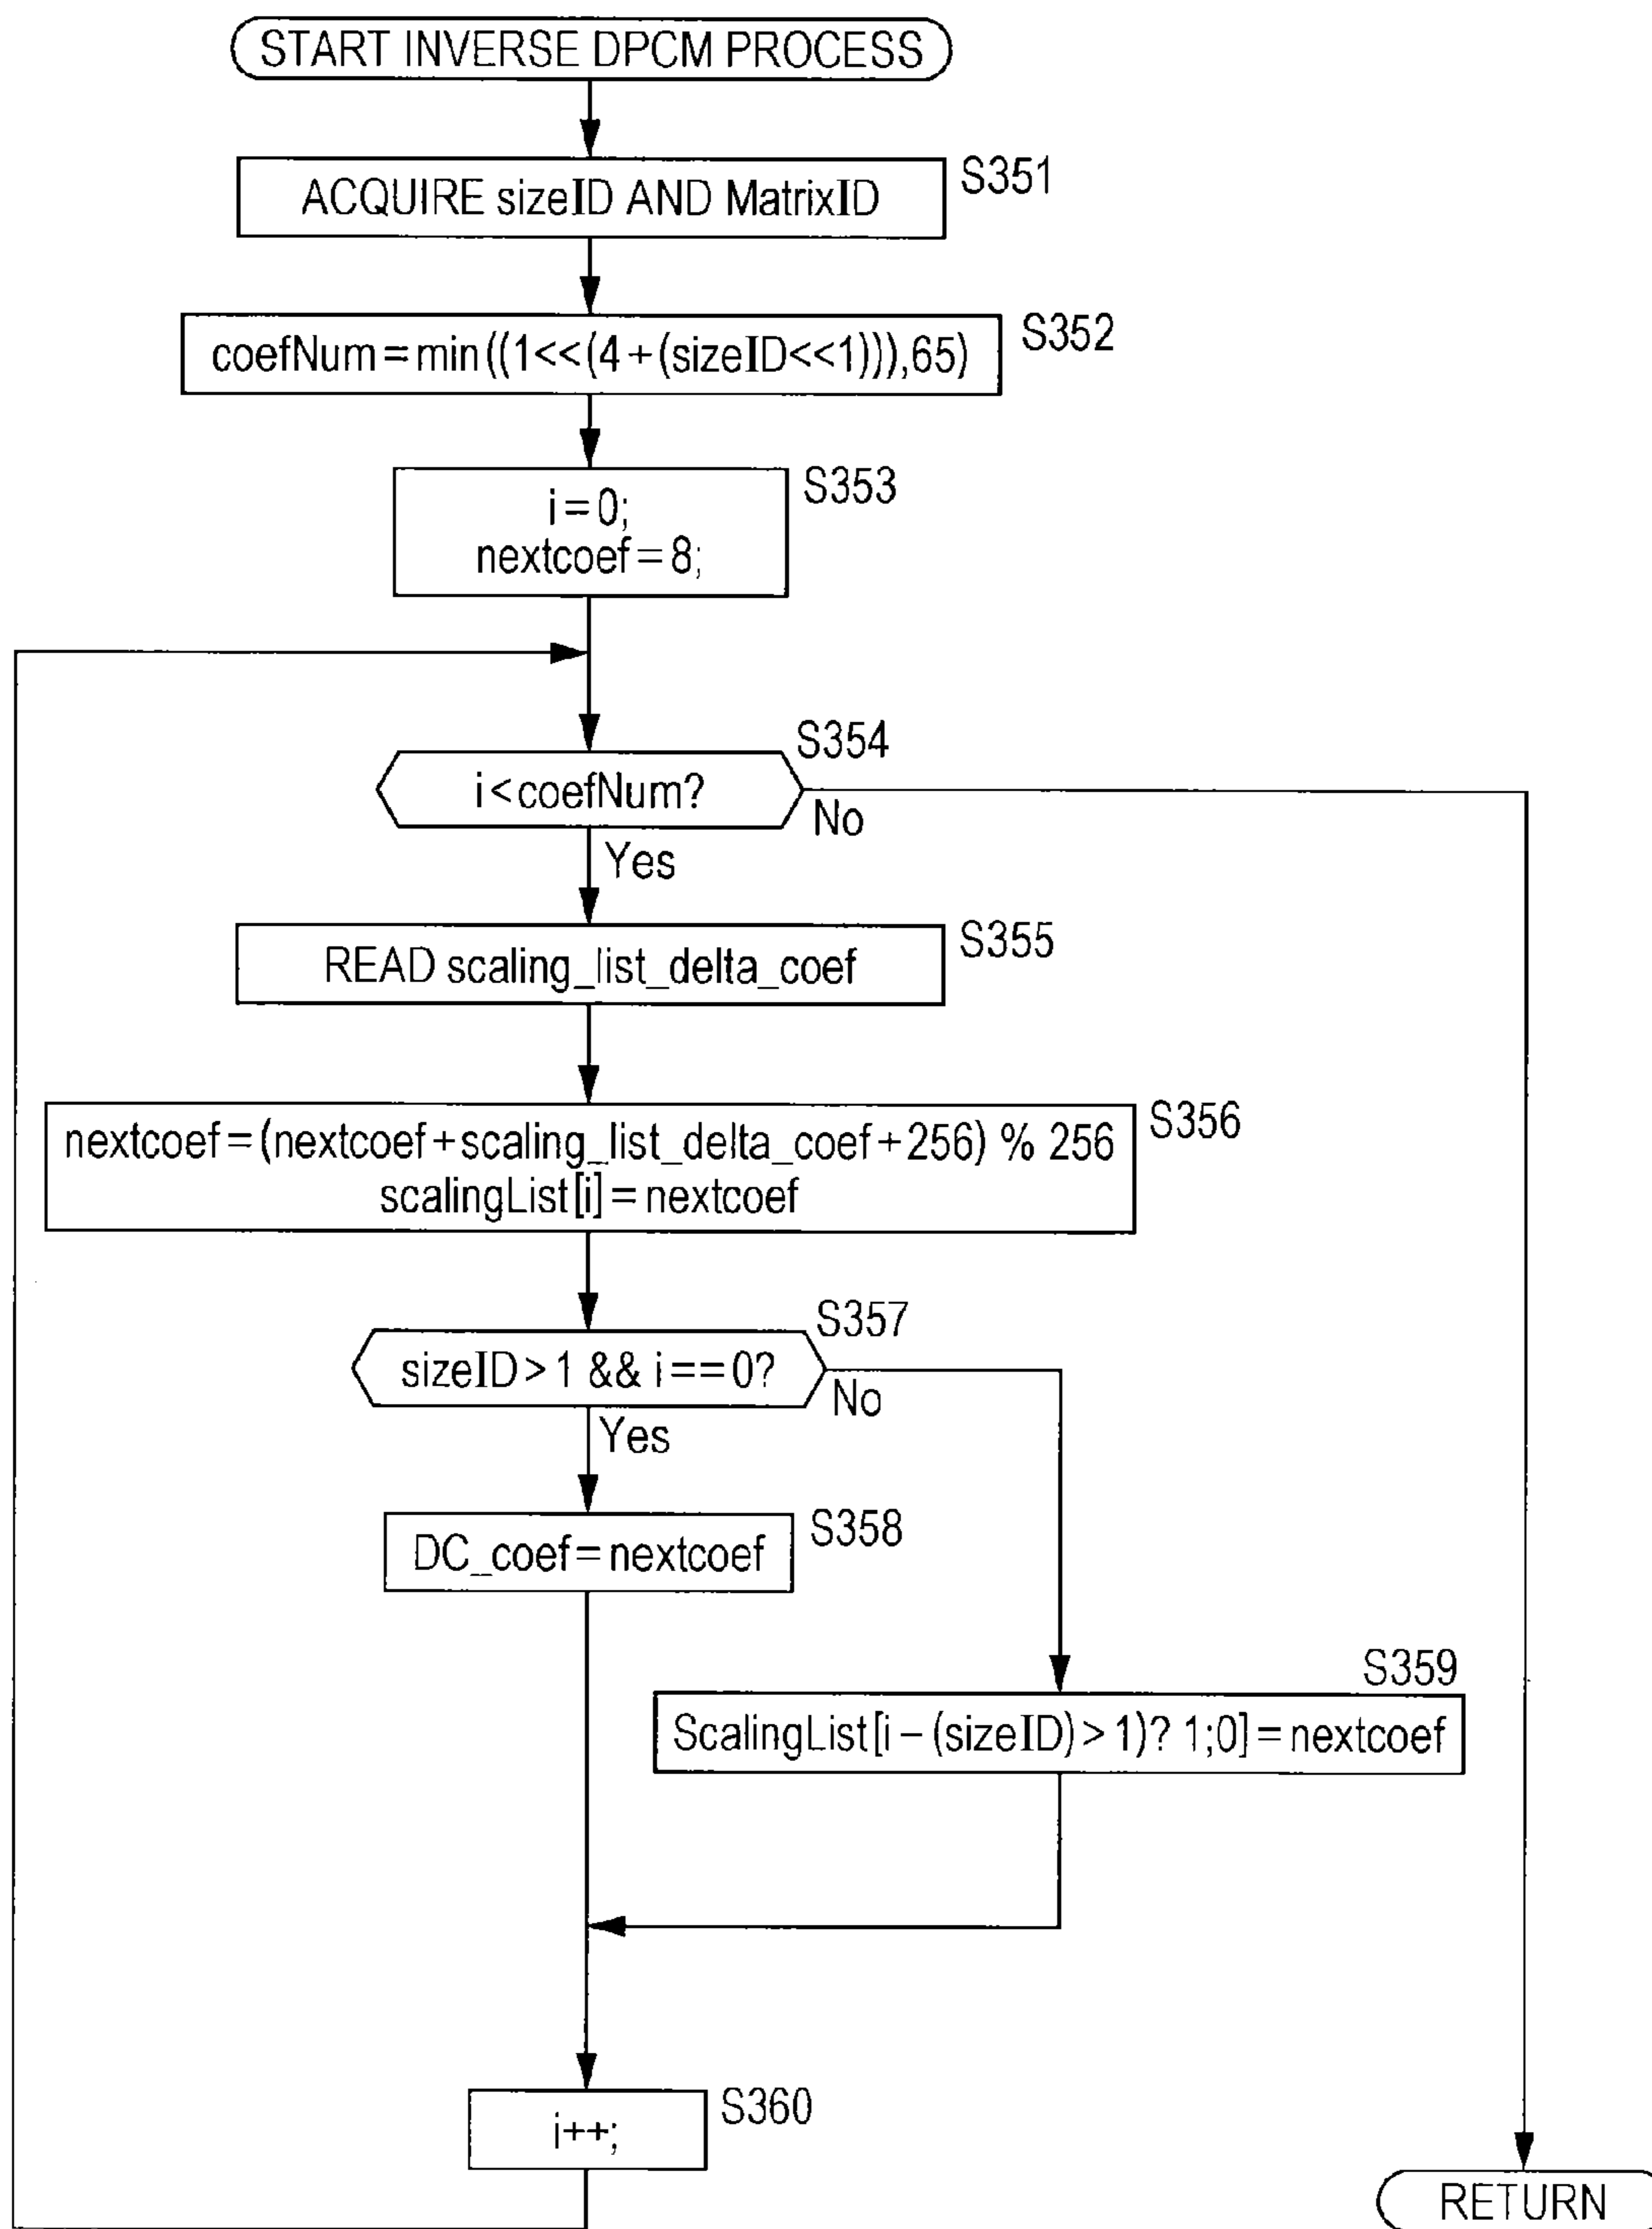 START INVERSE DPCM PROCESS
S351
ACQUIRE sizeID AND MatrixID
S352
coefNum=min((1<<(4+(sizeID<<1))),65)
S353
i=0;
nextcoef=8;
S354
i<coefNum?
No
Yes
S355
READ scaling_list_delta_coef
S356
nextcoef=(nextcoef+scaling_list_delta_coef+256) % 256
scalingList[i]=nextcoef
S357
sizeID>1 && i==0?
No
Yes
S358
DC_coef=nextcoef
S359
ScalingList[i-(sizeID)>1)? 1;0]=nextcoef
S360
i++;
RETURN